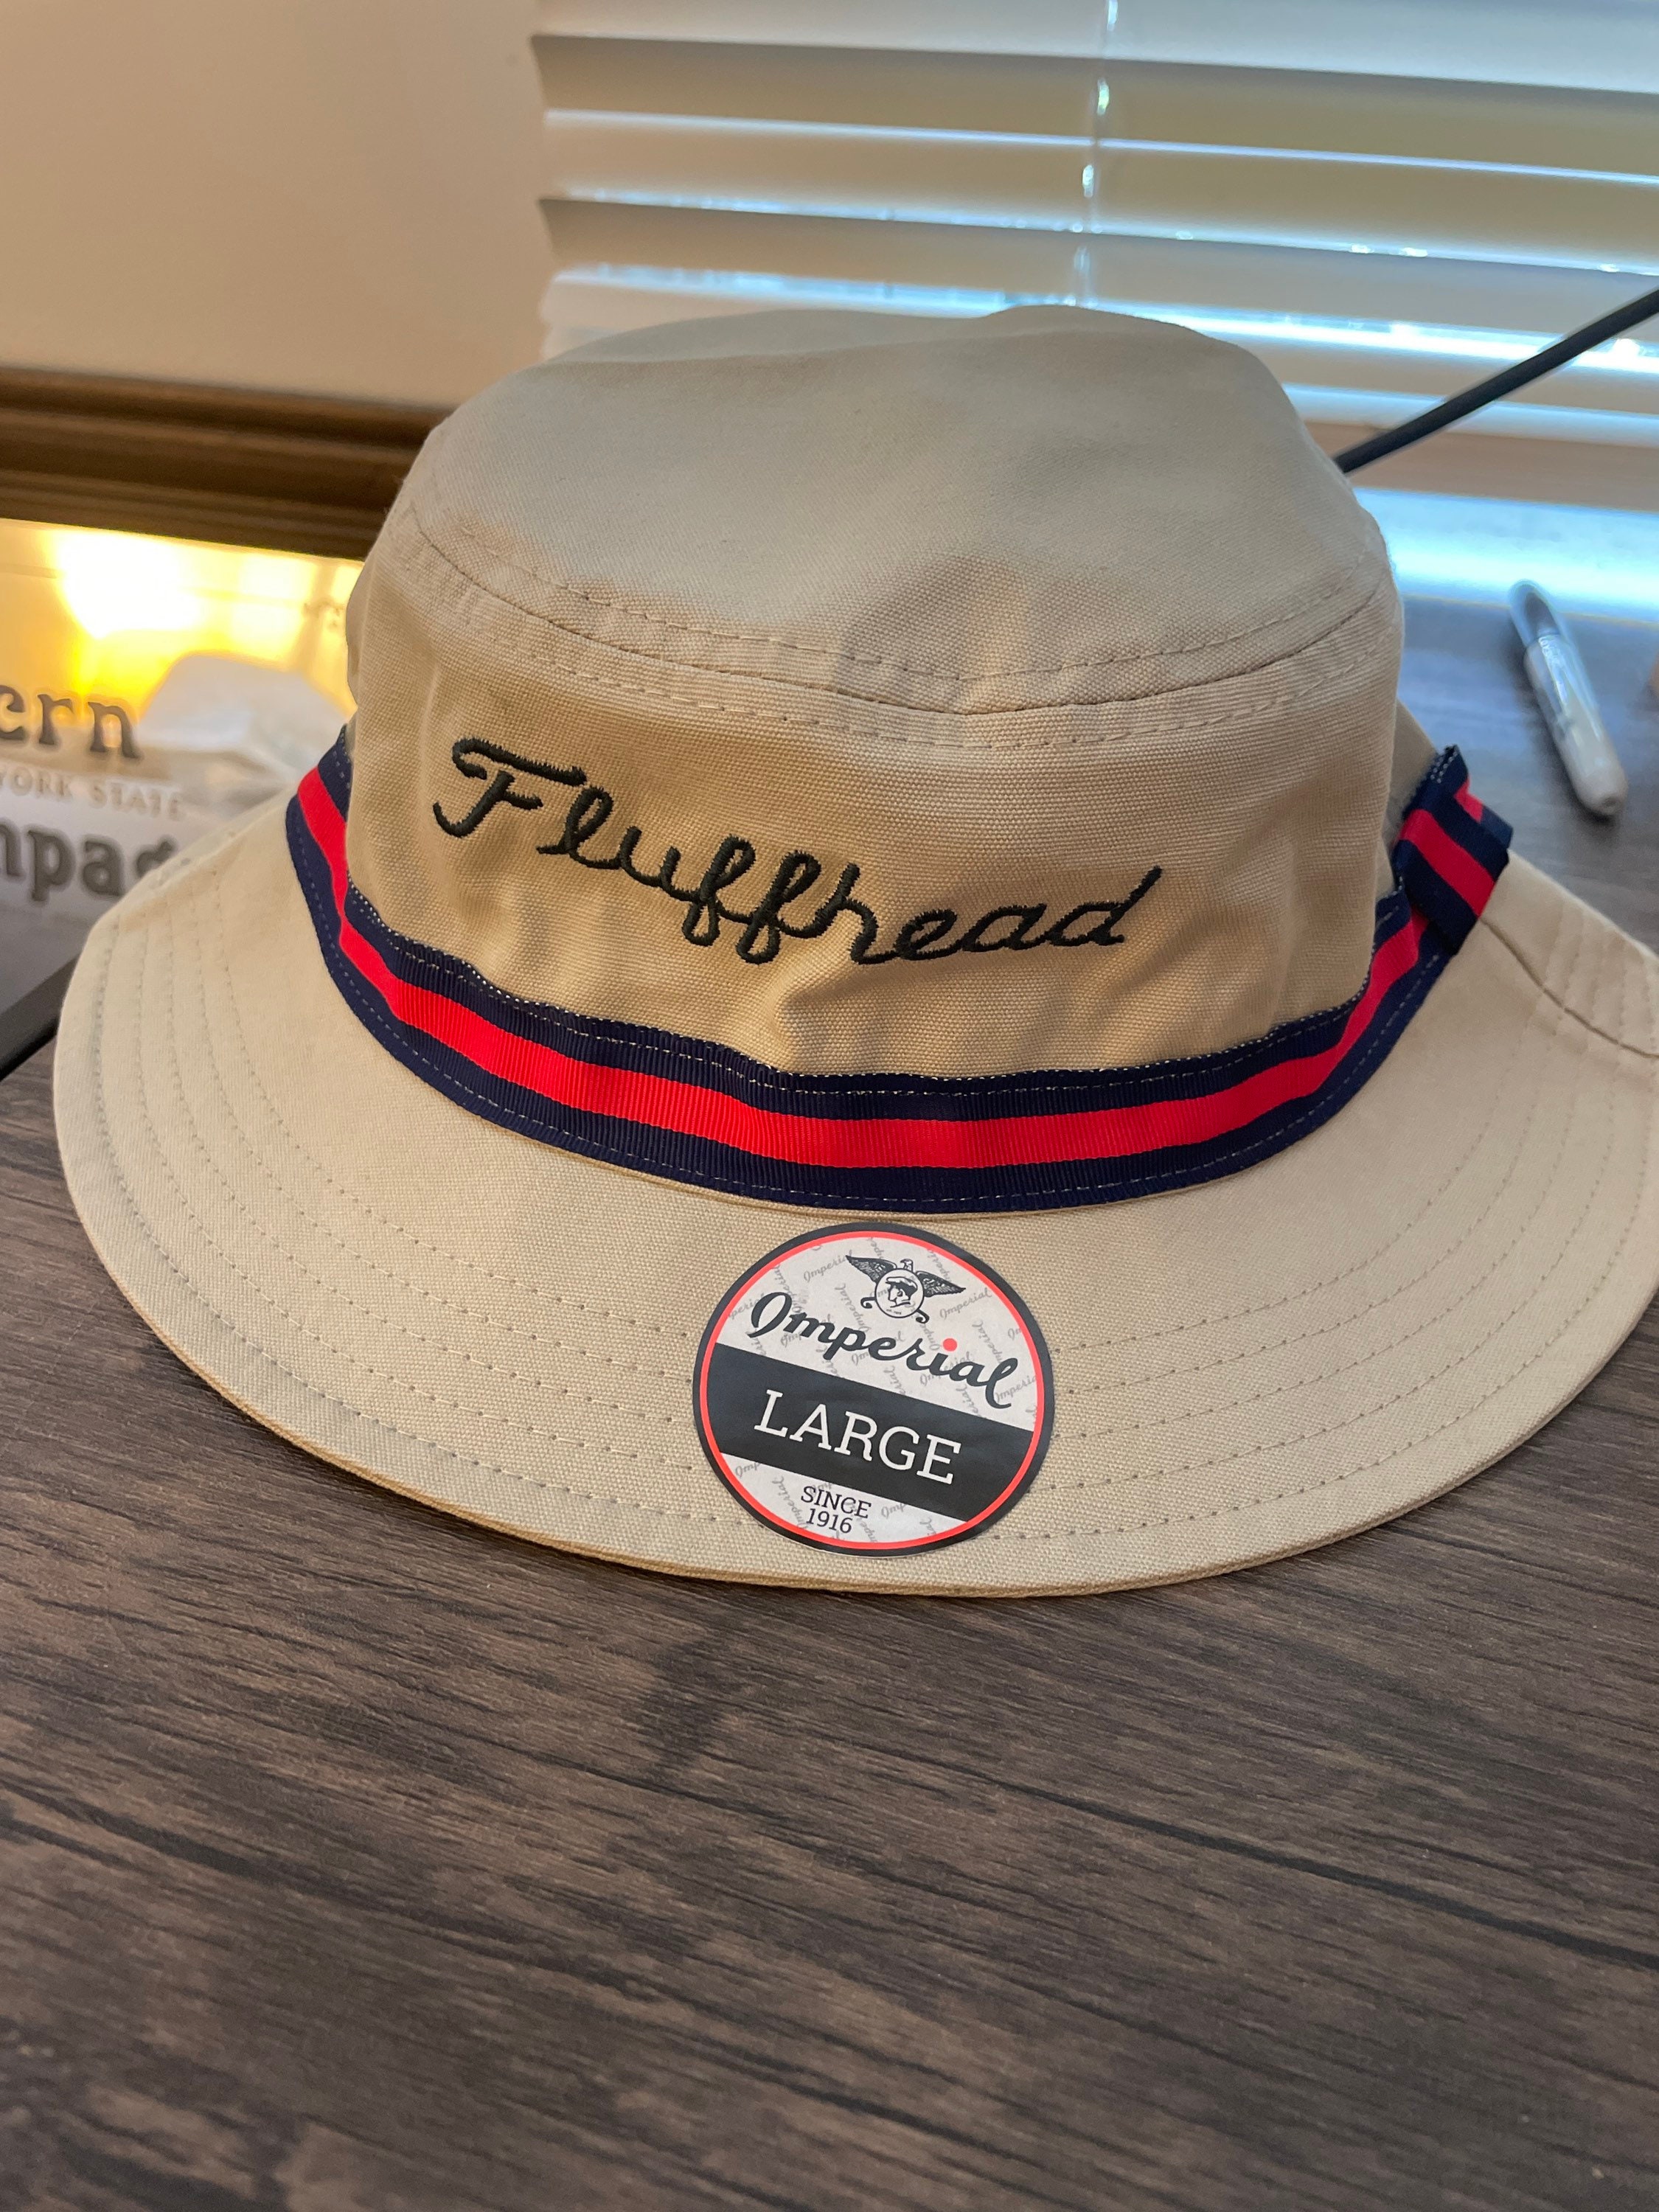 Fluffhead
Imperial
LARGE
SINCE
1916
YORK STATE